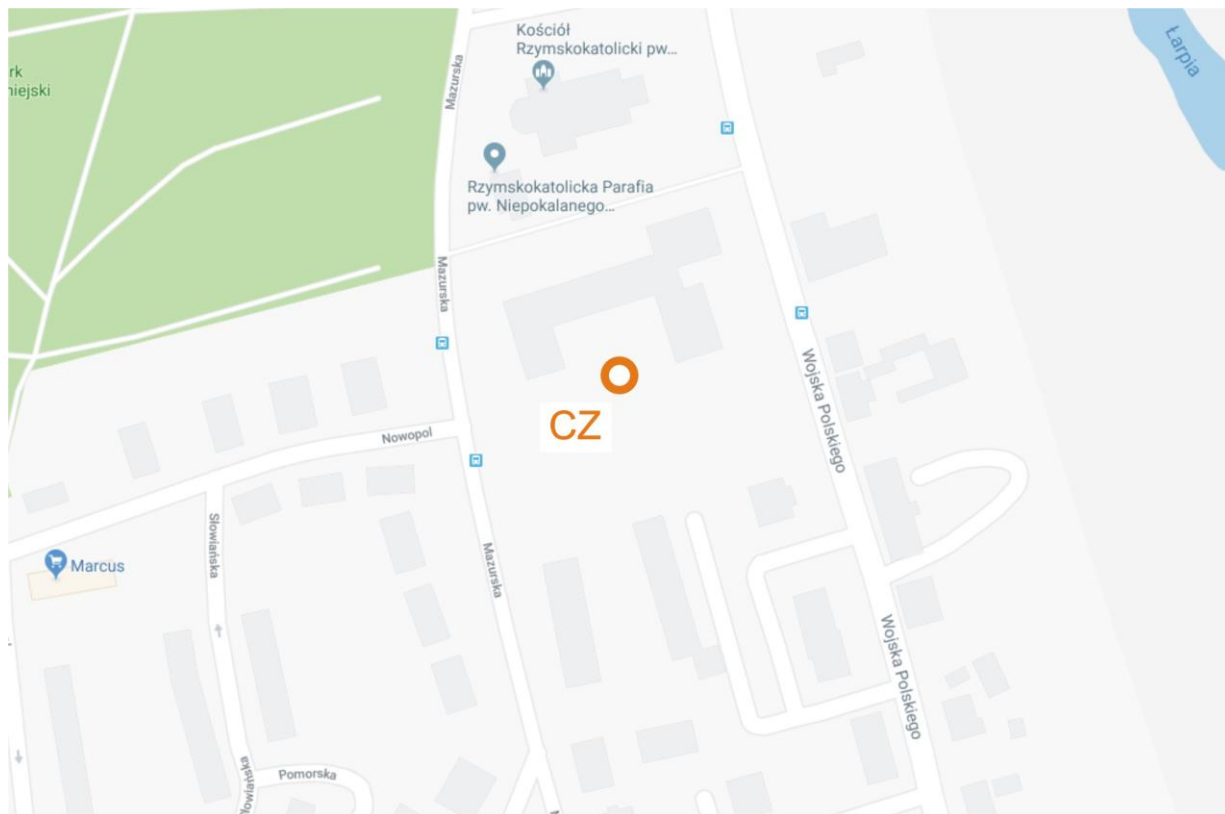 Kościół
Rzymskokatolicki pw...
Łarpia
rk
niejski
Mazurska
Rzymskokatolicka Parafia
pw. Niepokalanego...
Mazurska
Wojska Polskiego
CZ
Nowopol
Słowiańska
Mazurska
Marcus
Wojska Polskiego
Pomorska
łowiańska